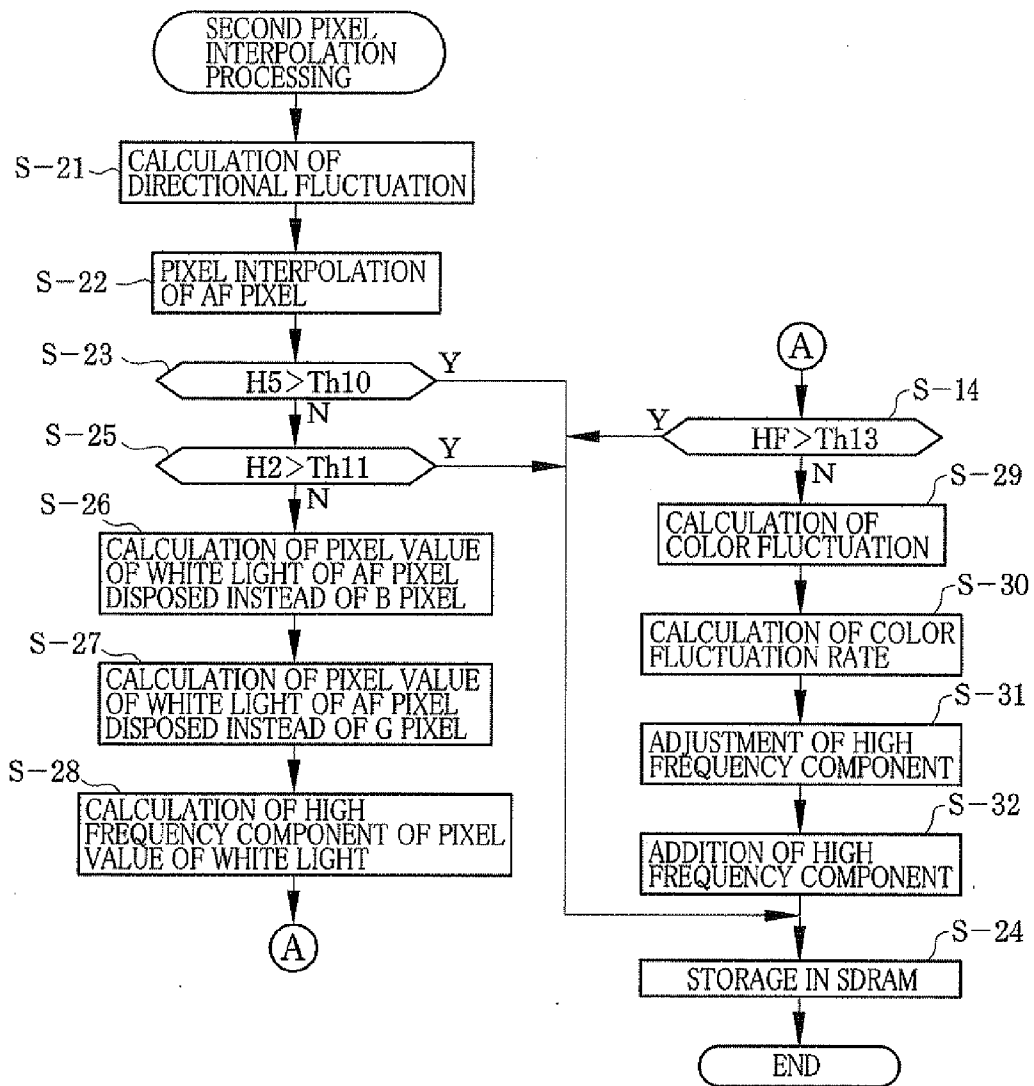 SECOND PIXEL
INTERPOLATION
PROCESSING
S-21
CALCULATION OF
DIRECTIONAL FLUCTUATION
S-22
PIXEL INTERPOLATION
OF AF PIXEL
S-23
H5>Th10
Y
N
S-25
H2>Th11
Y
N
S-26
CALCULATION OF PIXEL VALUE
OF WHITE LIGHT OF AF PIXEL
DISPOSED INSTEAD OF B PIXEL
S-27
CALCULATION OF PIXEL VALUE
OF WHITE LIGHT OF AF PIXEL
DISPOSED INSTEAD OF G PIXEL
S-28
CALCULATION OF HIGH
FREQUENCY COMPONENT OF PIXEL
VALUE OF WHITE LIGHT
A
A
S-14
Y
HF>Th13
N
S-29
CALCULATION OF
COLOR FLUCTUATION
S-30
CALCULATION OF COLOR
FLUCTUATION RATE
S-31
ADJUSTMENT OF HIGH
FREQUENCY COMPONENT
S-32
ADDITION OF HIGH
FREQUENCY COMPONENT
S-24
STORAGE IN SDRAM
END